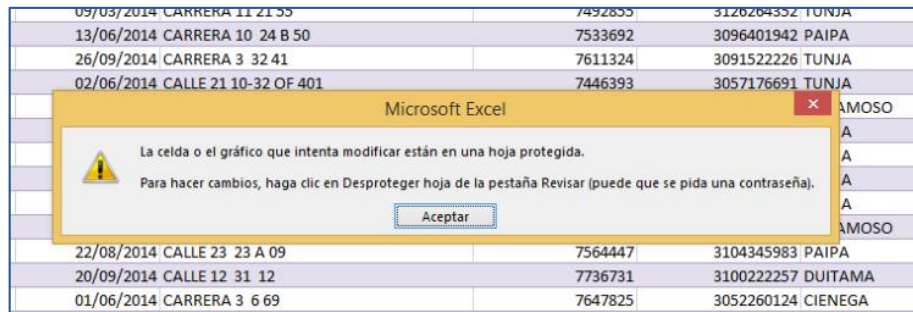 09/03/2014 CARRERA 11 21 55 7492855 3126264352 TUNJA
13/06/2014 CARRERA 10 24 B 50 7533692 3096401942 PAIPA
26/09/2014 CARRERA 3 32 41 7611324 3091522226 TUNJA
02/06/2014 CALLE 21 10-32 OF 401 7446393 3057176691 TUNJA
Microsoft Excel
AMOSO
A
La celda o el gráfico que intenta modificar están en una hoja protegida.
A
Para hacer cambios, haga clic en Desproteger hoja de la pestaña Revisar (puede que se pida una contraseña).
A
A
Aceptar
AMOSO
22/08/2014 CALLE 23 23 A 09 7564447 3104345983 PAIPA
20/09/2014 CALLE 12 31 12 7736731 3100222257 DUITAMA
01/06/2014 CARRERA 3 6 69 7647825 3052260124 CIENEGA